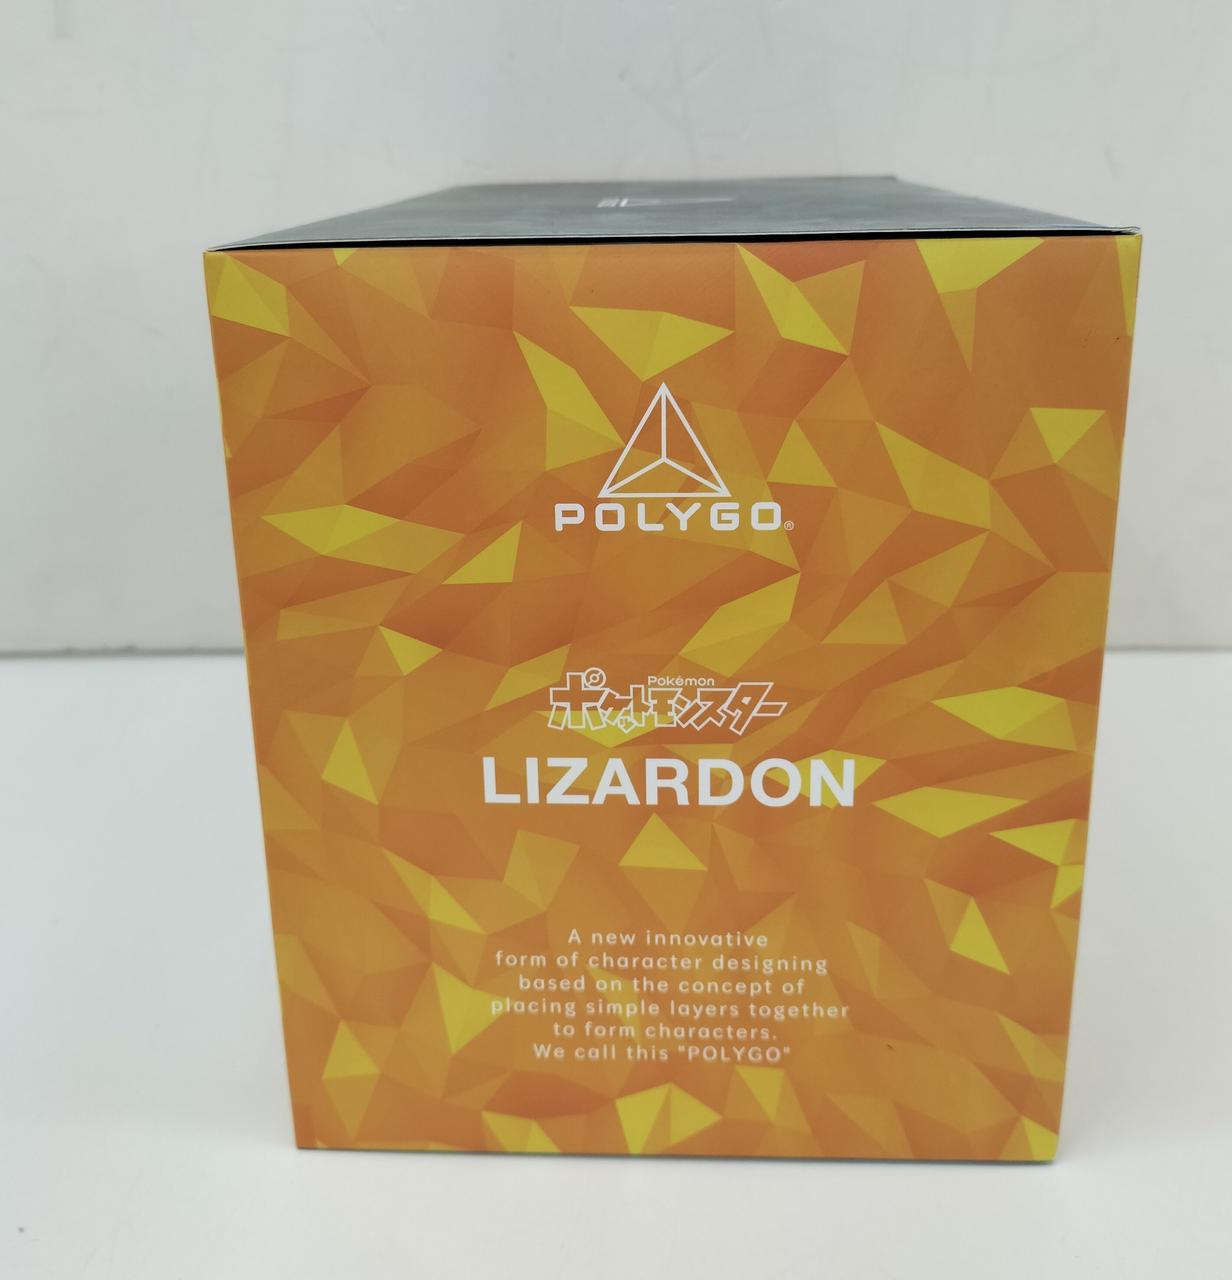 POLYGO®
Pokémon
ポケットモンスター
LIZARDON
A new innovative
form of character designing
based on the concept of
placing simple layers together
to form characters.
We call this "POLYGO"